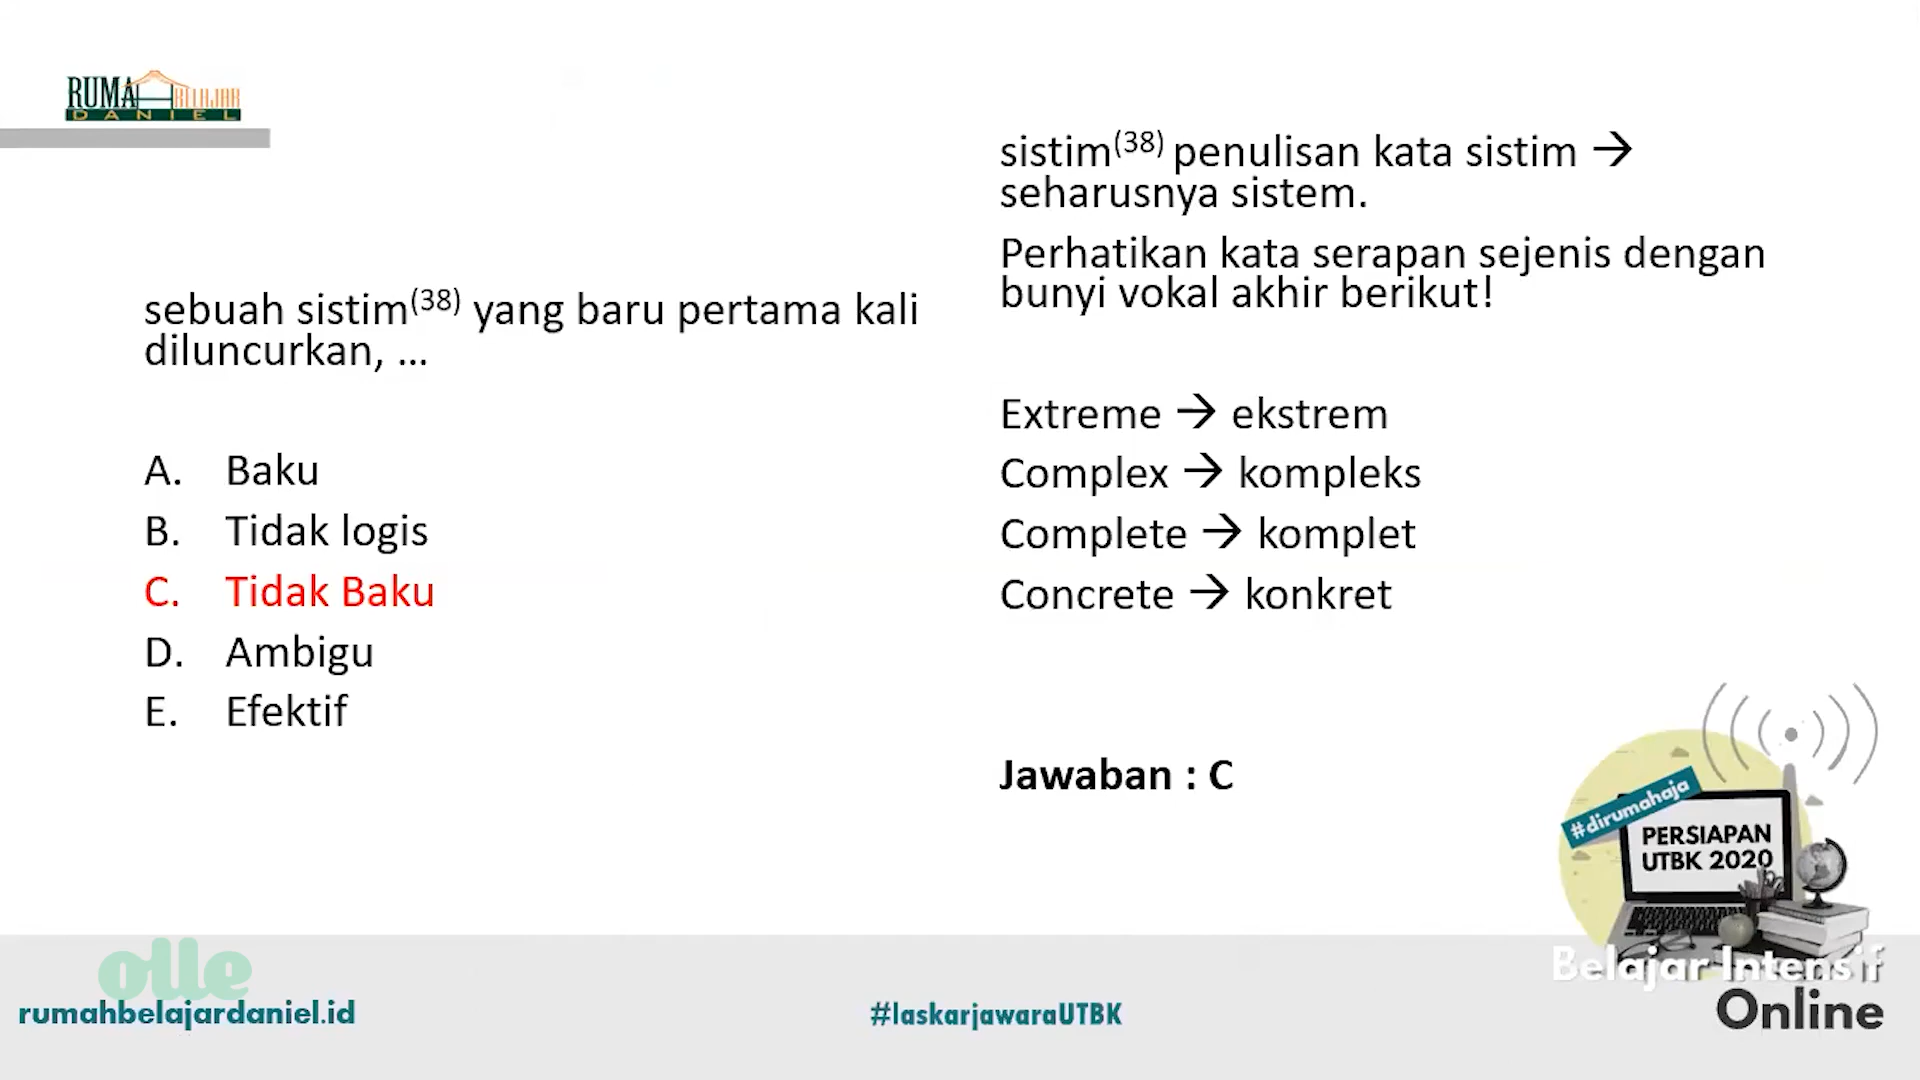 RUMAH BELAJAR
DANIEL
sebuah sistim(38) yang baru pertama kali
diluncurkan, ...
A. Baku
B. Tidak logis
C. Tidak Baku
D. Ambigu
E. Efektif
sistim(38) penulisan kata sistim →
seharusnya sistem.
Perhatikan kata serapan sejenis dengan
bunyi vokal akhir berikut!
Extreme → ekstrem
Complex → kompleks
Complete → komplet
Concrete → konkret
Jawaban : C
#dirumahaja
PERSIAPAN
UTBK 2020
Belajar Intensif
Online
olle
rumahbelajardaniel.id
#laskarjawaraUTBK